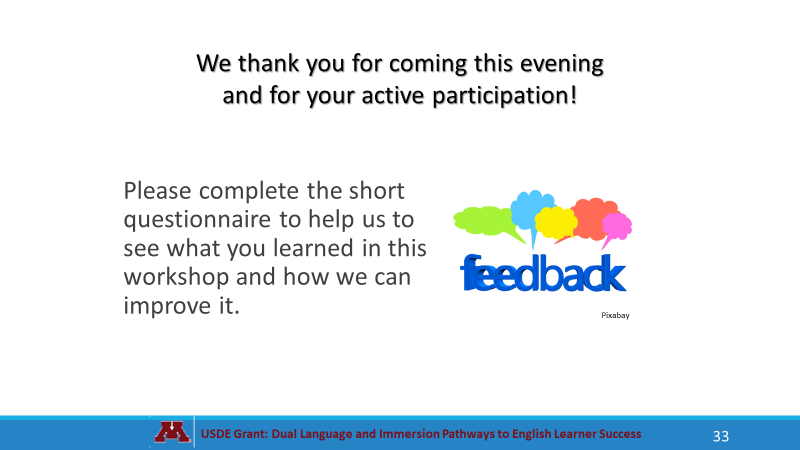 We thank you for coming this evening
and for your active participation!
Please complete the short
questionnaire to help us to
see what you learned in this
workshop and how we can
improve it.
feedback
Pixabay
M
USDE Grant: Dual Language and Immersion Pathways to English Learner Success
33